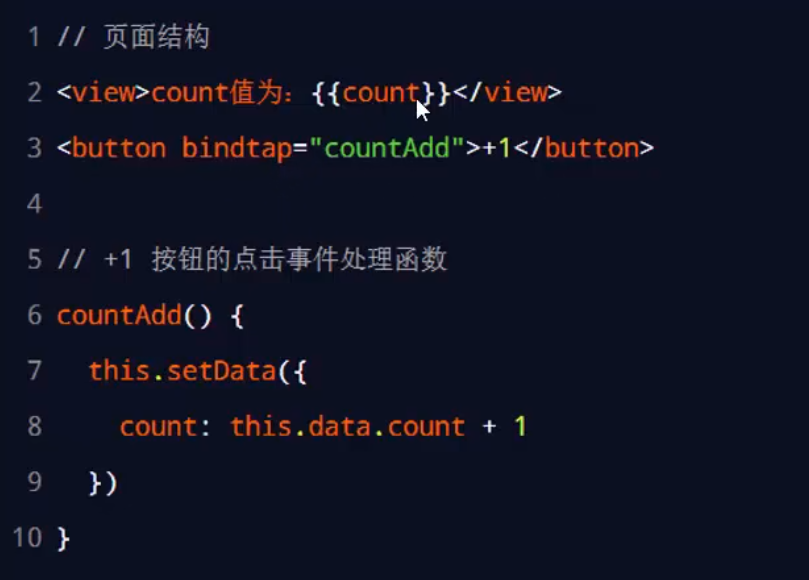 1 // 页面结构
2 <view>count值为：{{count}}</view>
3 <button bindtap="countAdd">+1</button>
4
5 // +1 按钮的点击事件处理函数
6 countAdd() {
7   this.setData({
8     count: this.data.count + 1
9   })
10 }